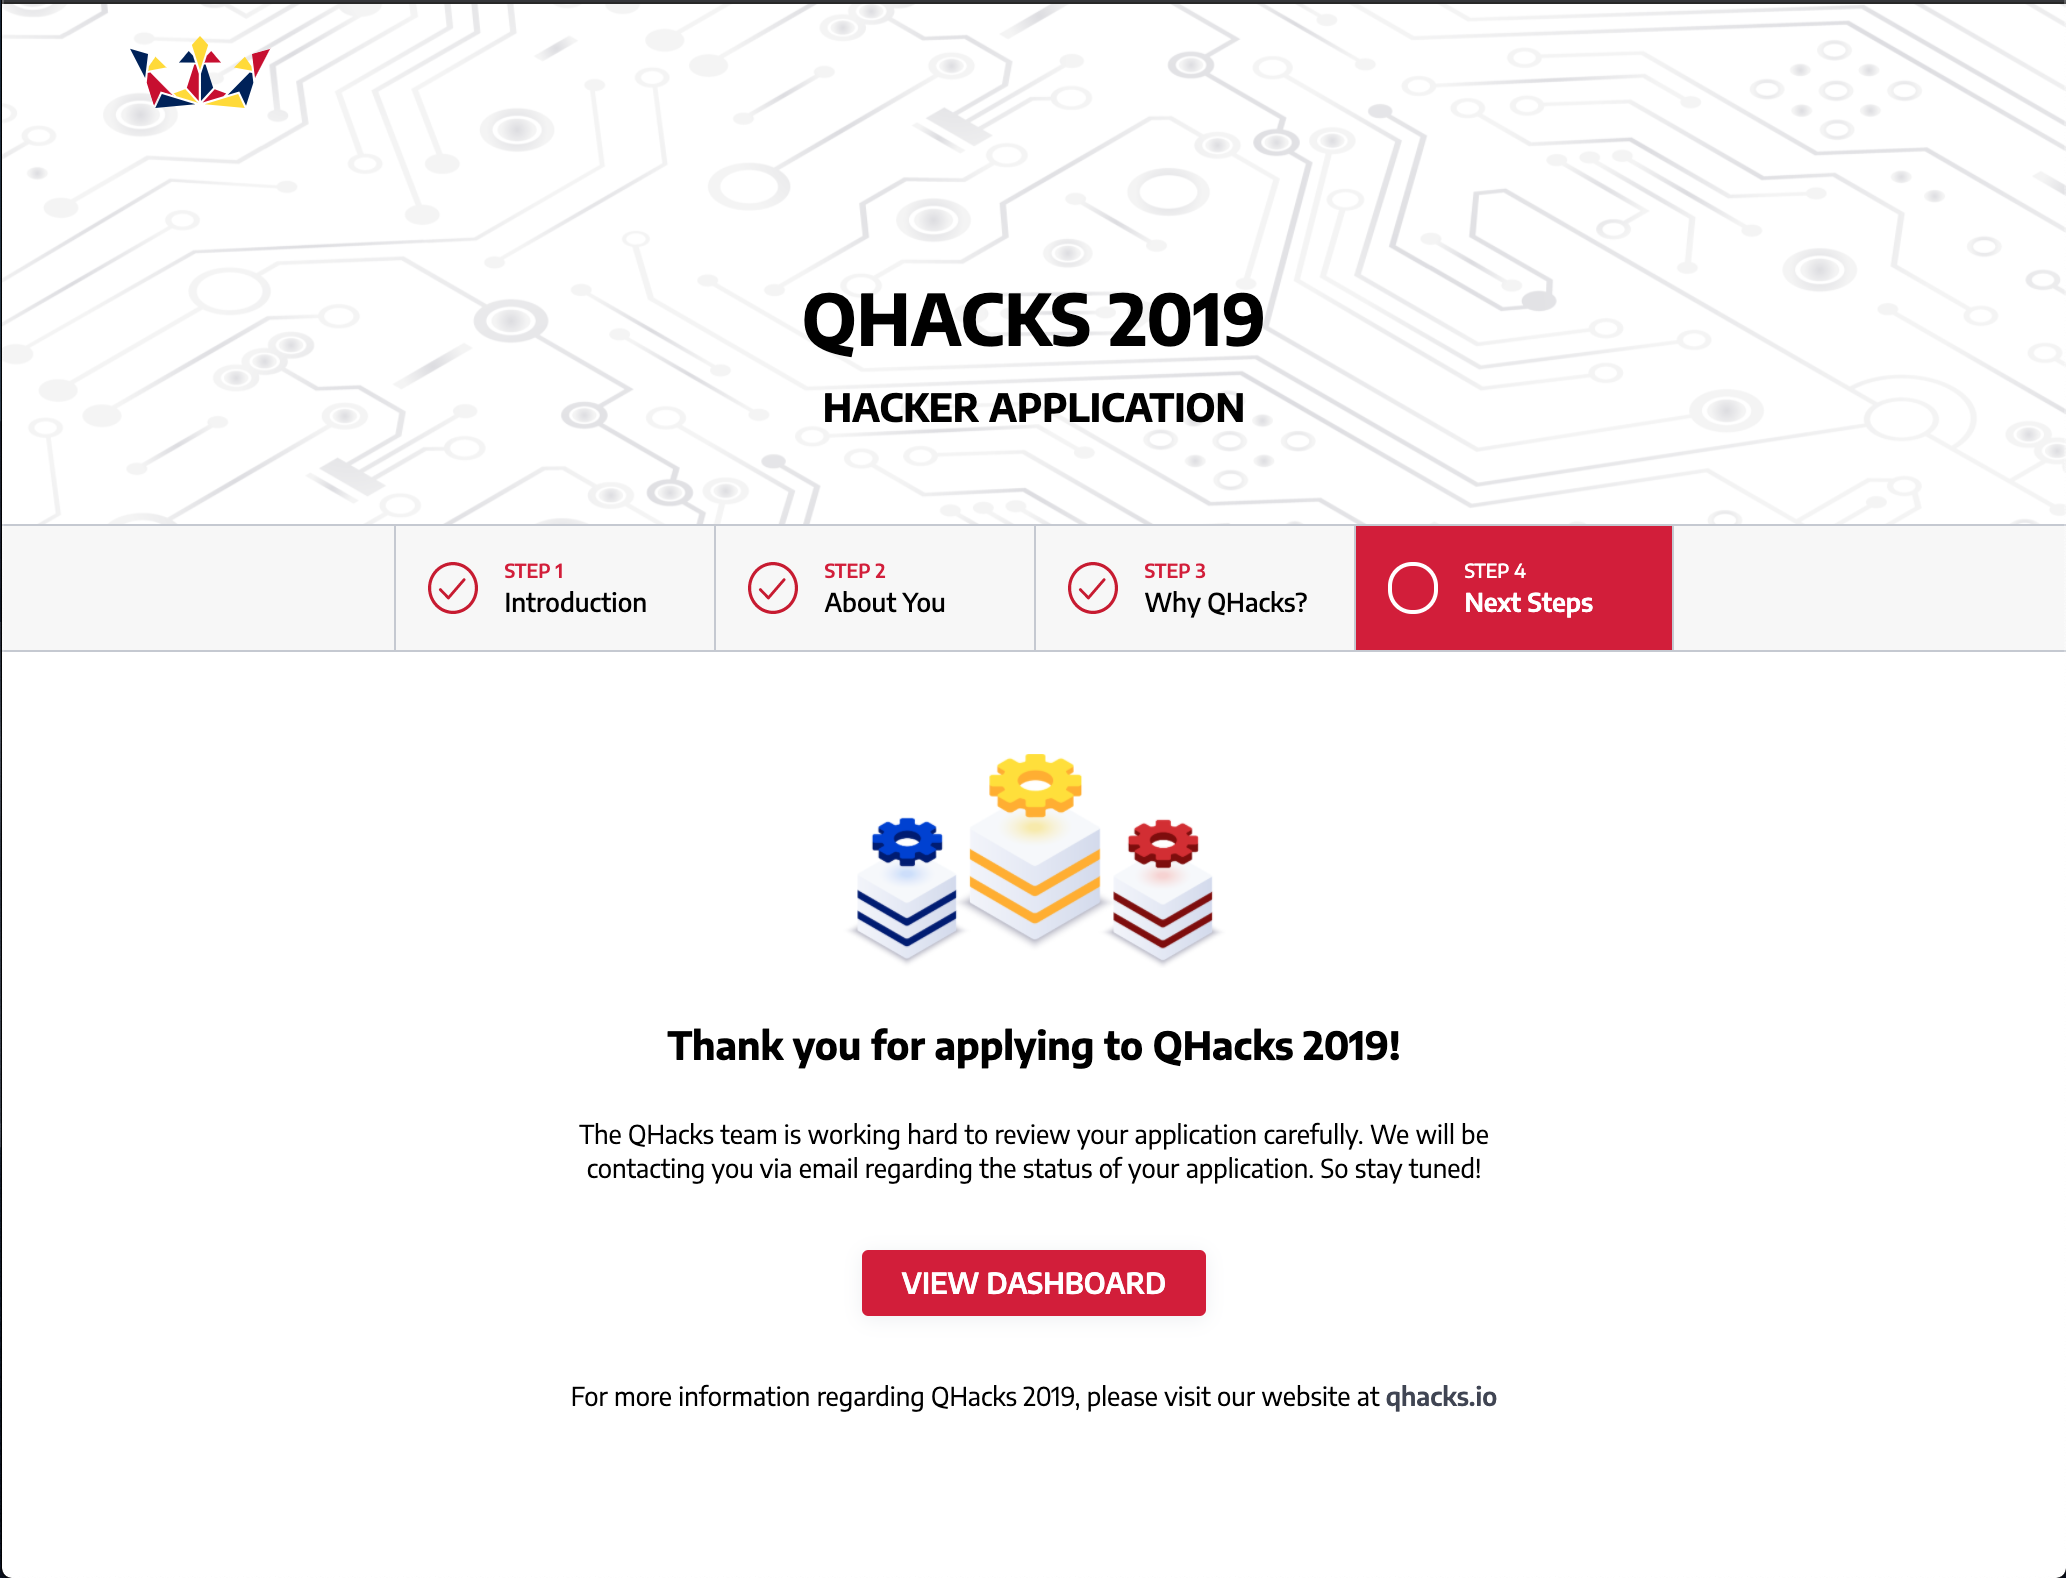 QHACKS 2019
HACKER APPLICATION
STEP 1
Introduction
STEP 2
About You
STEP 3
Why QHacks?
STEP 4
Next Steps
Thank you for applying to QHacks 2019!
The QHacks team is working hard to review your application carefully. We will be
contacting you via email regarding the status of your application. So stay tuned!
VIEW DASHBOARD
For more information regarding QHacks 2019, please visit our website at qhacks.io